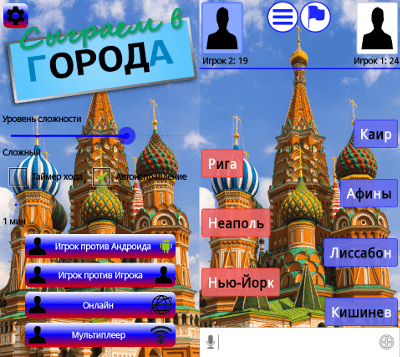 Сыграем в
ГОРОДА
Уровень сложности
Сложный
Таймер хода
Автоисправление
1 мин
Игрок против Андроида
Игрок против Игрока
Онлайн
Мультиплеер
Игрок 2: 19
Игрок 1: 24
Каир
Рига
Афины
Неаполь
Лиссабон
Нью-Йорк
Кишинев